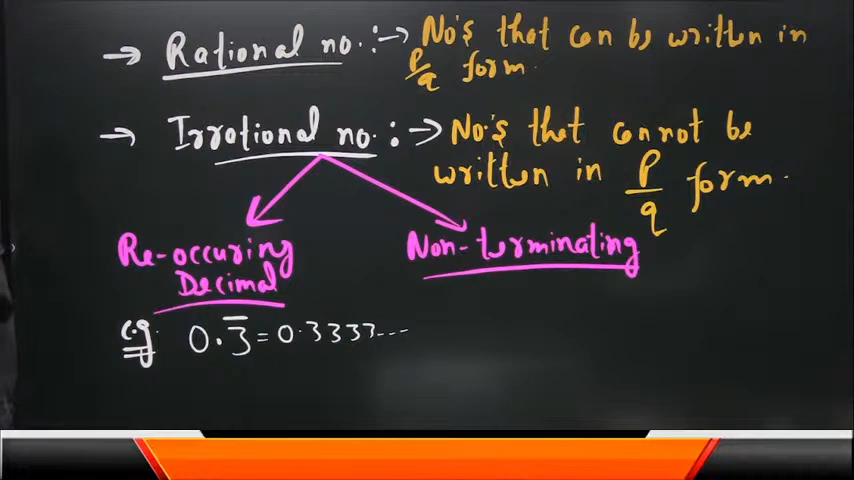 → Rational no. :→ No's that can be written in
p/q form.
→ Irrational no. :→ No's that cannot be
written in P/q form.
Re-occuring Decimal
Non-terminating
e.g. 0.3̅ = 0.3333---